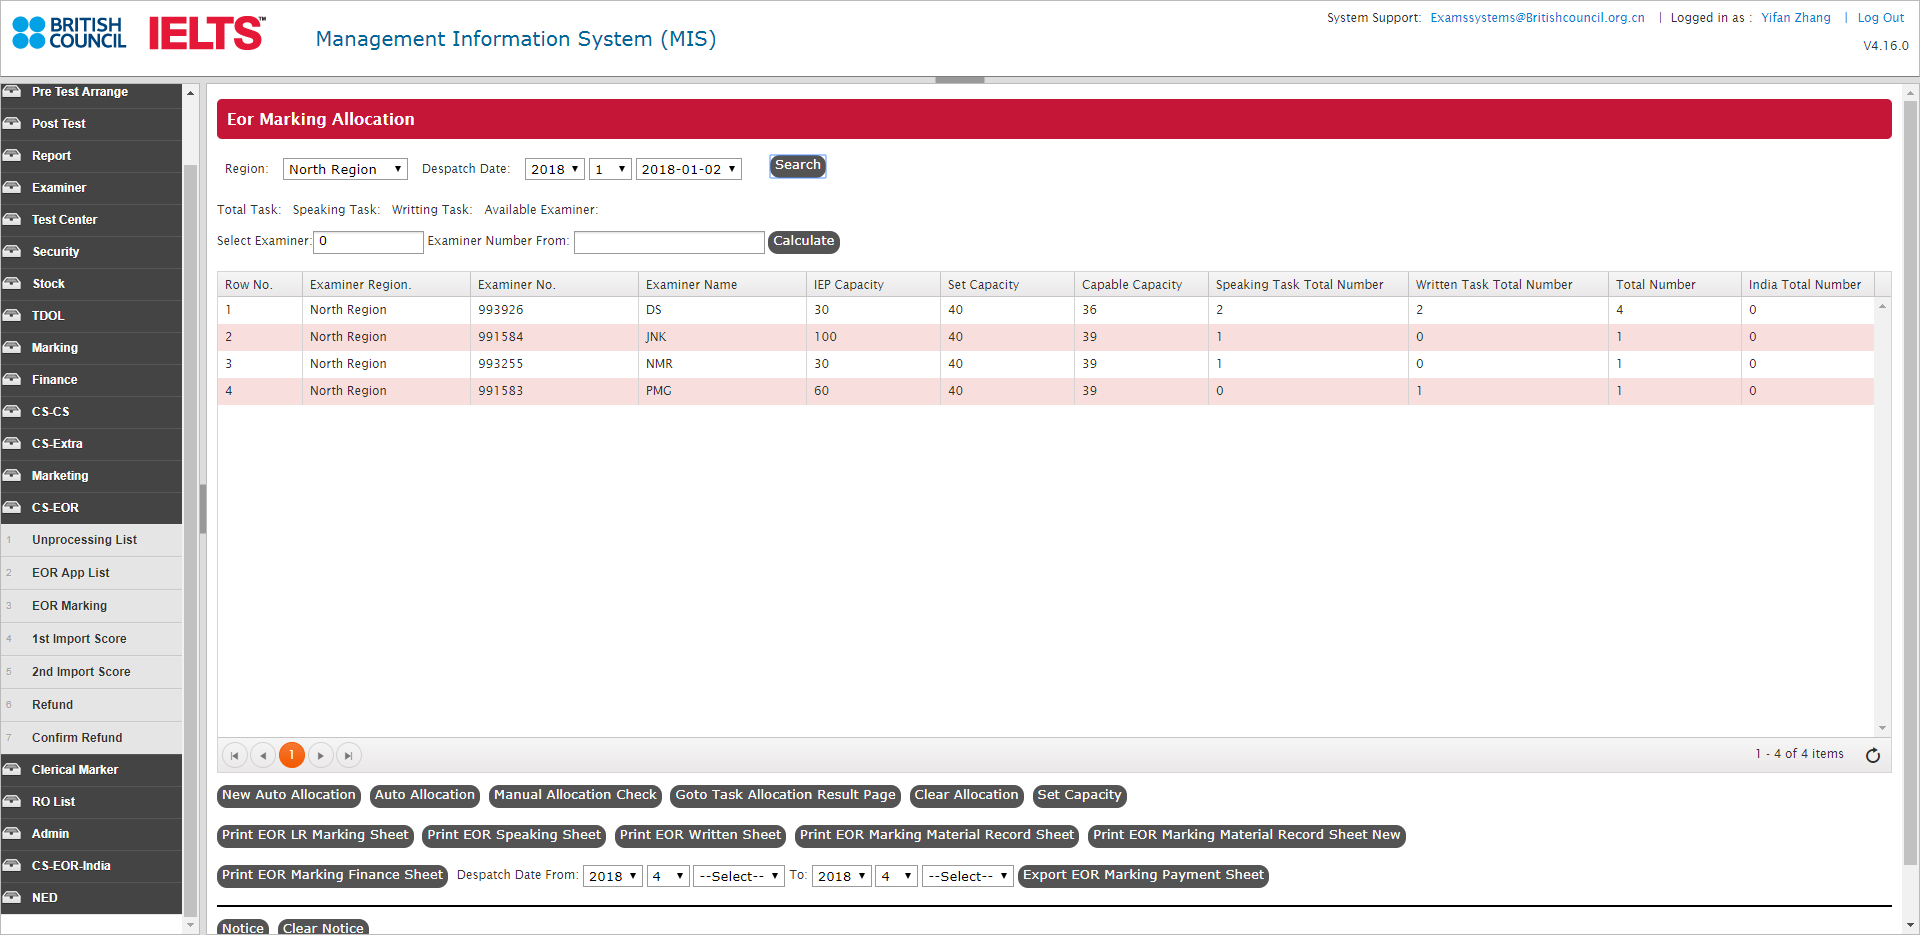 BRITISH COUNCIL IELTS™ Management Information System (MIS)
System Support: Examssystems@Britishcouncil.org.cn | Logged in as : Yifan Zhang | Log Out
V4.16.0
Pre Test Arrange
Post Test
Report
Examiner
Test Center
Security
Stock
TDOL
Marking
Finance
CS-CS
CS-Extra
Marketing
CS-EOR
1 Unprocessing List
2 EOR App List
3 EOR Marking
4 1st Import Score
5 2nd Import Score
6 Refund
7 Confirm Refund
Clerical Marker
RO List
Admin
CS-EOR-India
NED
Eor Marking Allocation
Region: North Region Despatch Date: 2018 1 2018-01-02 Search
Total Task: Speaking Task: Writting Task: Available Examiner:
Select Examiner: 0 Examiner Number From: Calculate
Row No. Examiner Region. Examiner No. Examiner Name IEP Capacity Set Capacity Capable Capacity Speaking Task Total Number Written Task Total Number Total Number India Total Number
1 North Region 993926 DS 30 40 36 2 2 4 0
2 North Region 991584 JNK 100 40 39 1 0 1 0
3 North Region 993255 NMR 30 40 39 1 0 1 0
4 North Region 991583 PMG 60 40 39 0 1 1 0
1 1 - 4 of 4 items
New Auto Allocation Auto Allocation Manual Allocation Check Goto Task Allocation Result Page Clear Allocation Set Capacity
Print EOR LR Marking Sheet Print EOR Speaking Sheet Print EOR Written Sheet Print EOR Marking Material Record Sheet Print EOR Marking Material Record Sheet New
Print EOR Marking Finance Sheet Despatch Date From: 2018 4 --Select-- To: 2018 4 --Select-- Export EOR Marking Payment Sheet
Notice Clear Notice